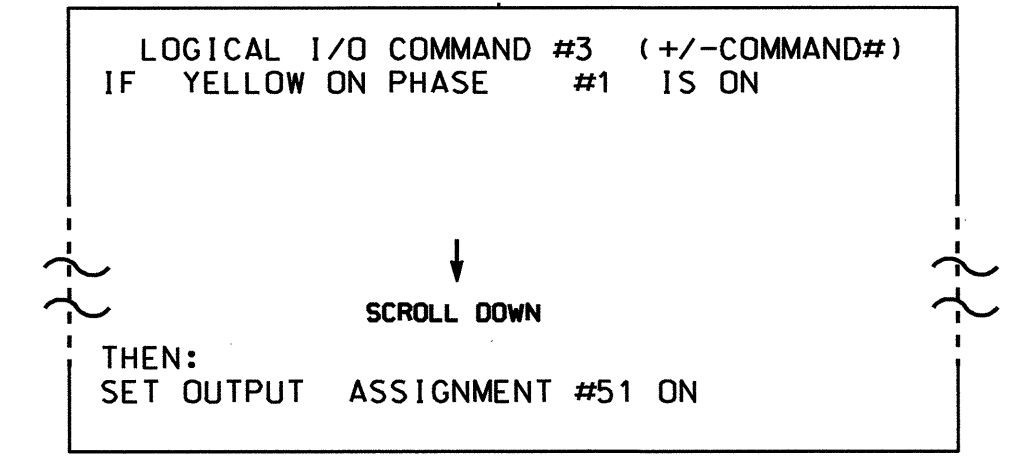 LOGICAL I/O COMMAND #3 (+/-COMMAND#)
IF YELLOW ON PHASE #1 IS ON
SCROLL DOWN
THEN:
SET OUTPUT ASSIGNMENT #51 ON